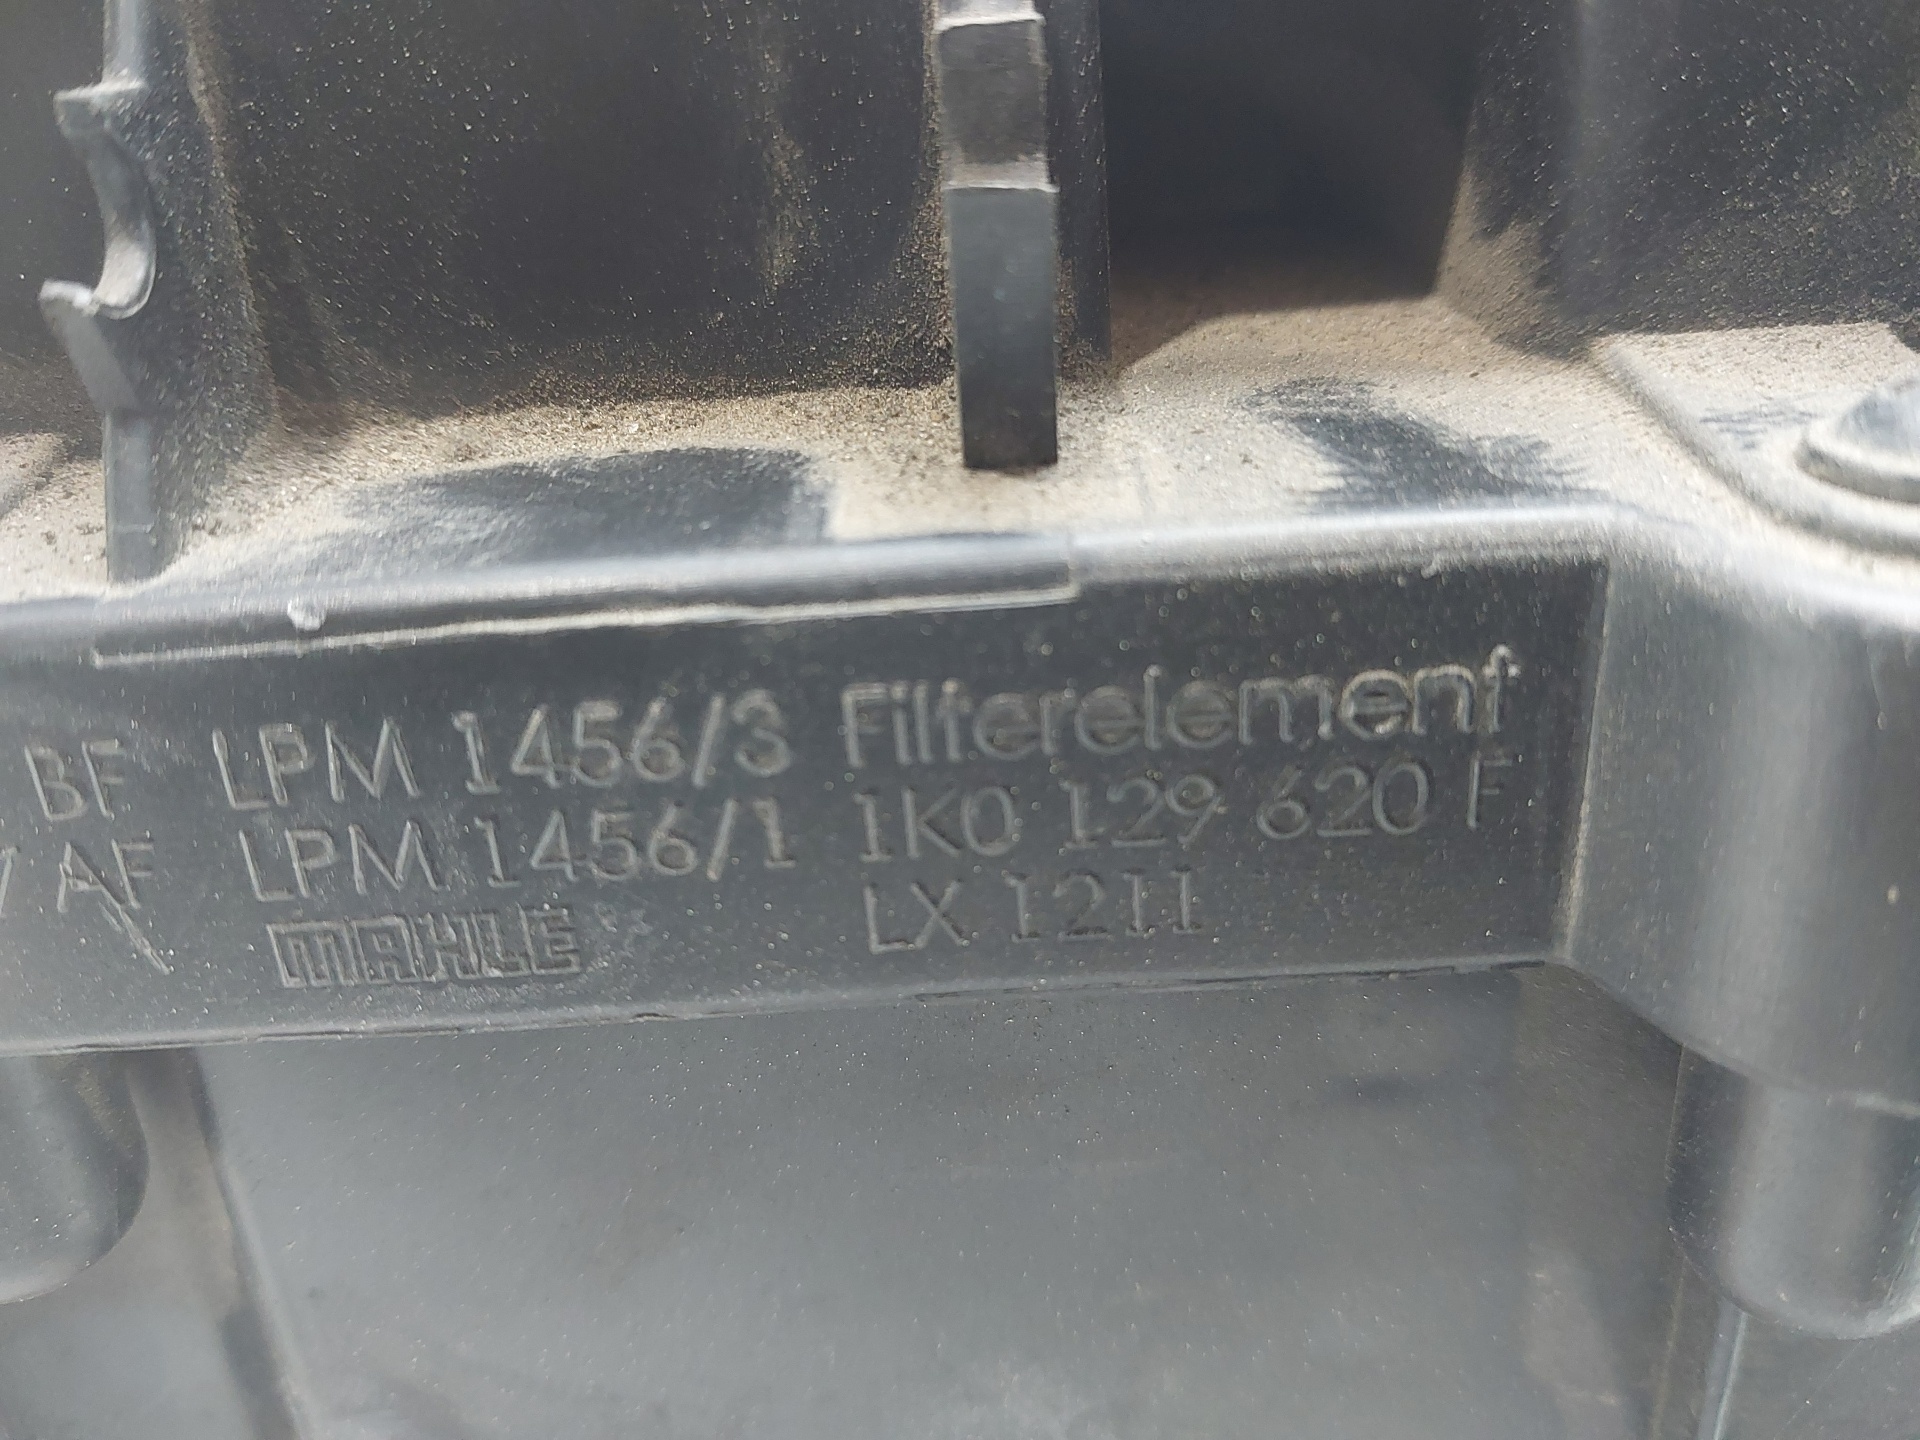 BF LPM 1456/3 Filterelement
AF LPM 1456/1 1K0 129 620 F
MAHLE LX 1211